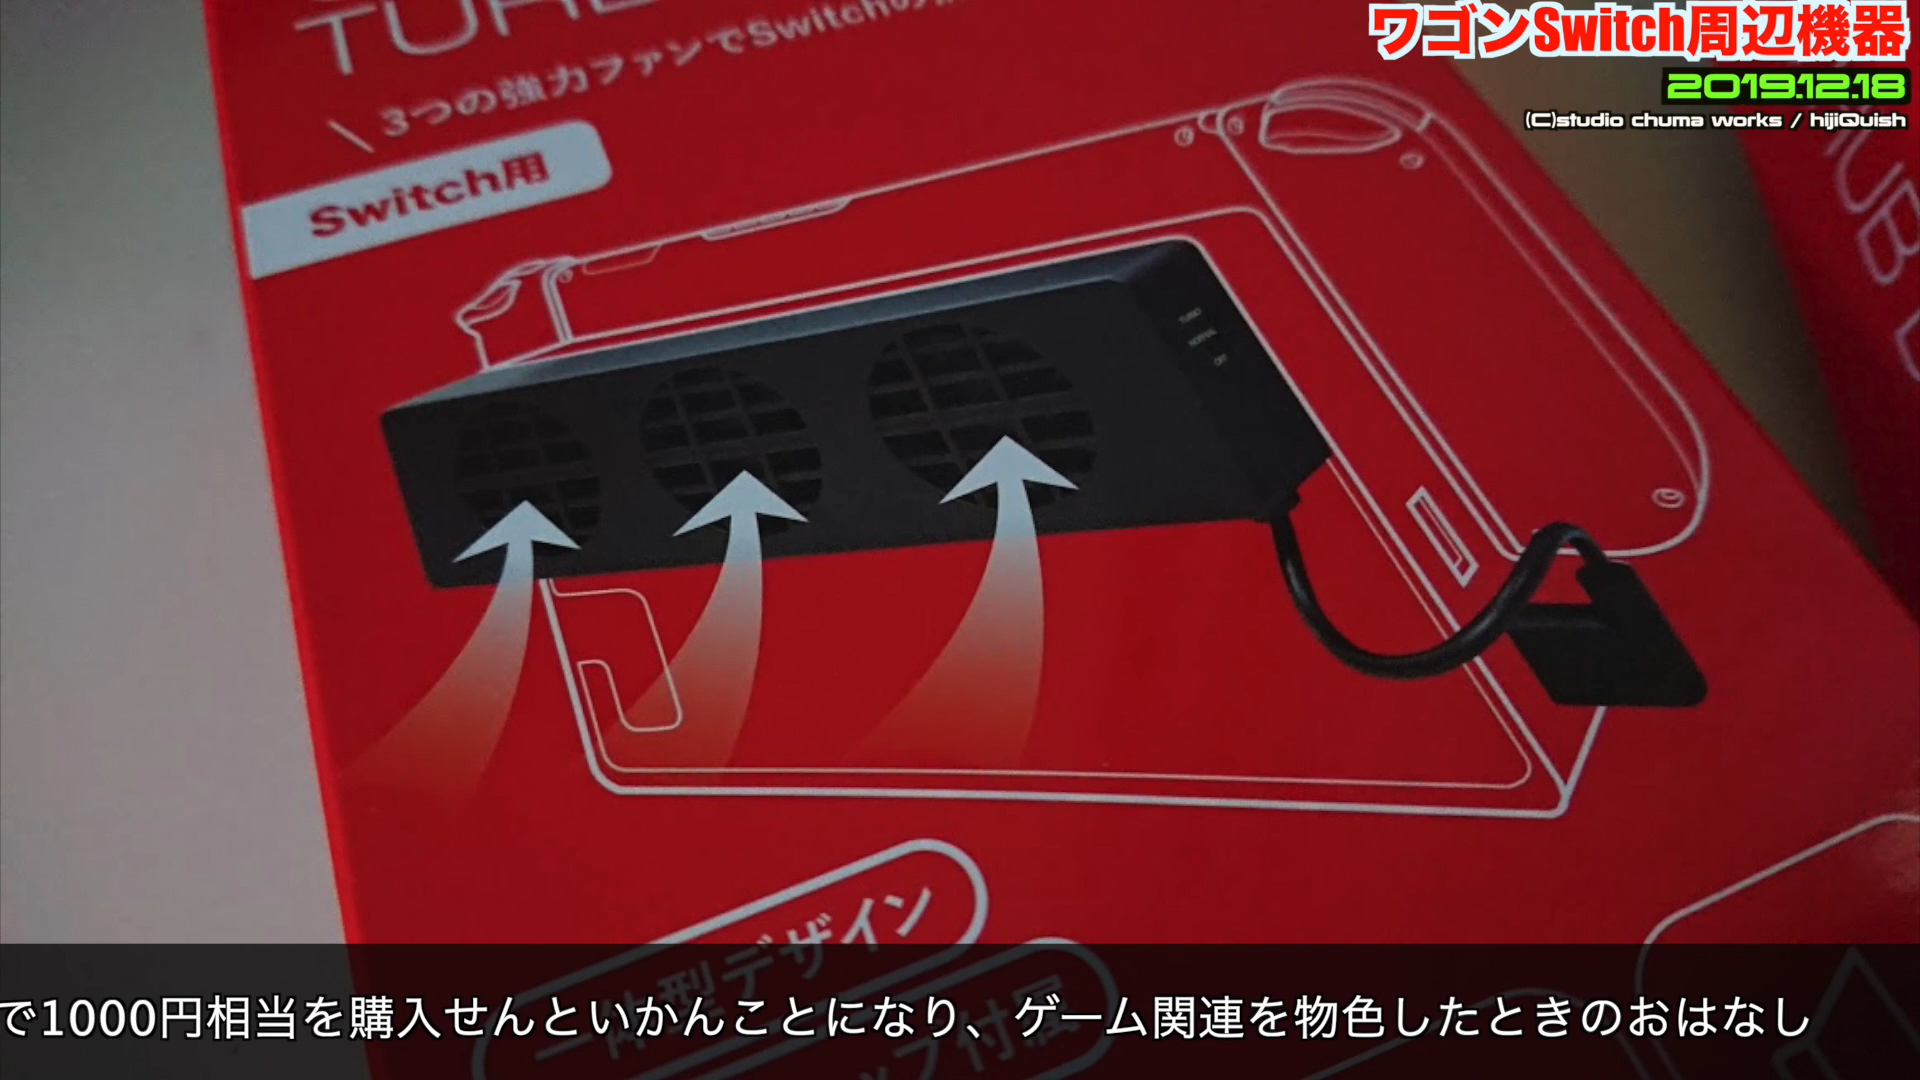 ワゴンSwitch周辺機器
2019.12.18
(C)studio chuma works / hijiQuish
3つの強力ファンでSwitchの
Switch用
TURBO
NORMAL
OFF
HUB
一体型デザイン
付属
で1000円相当を購入せんといかんことになり、ゲーム関連を物色したときのおはなし